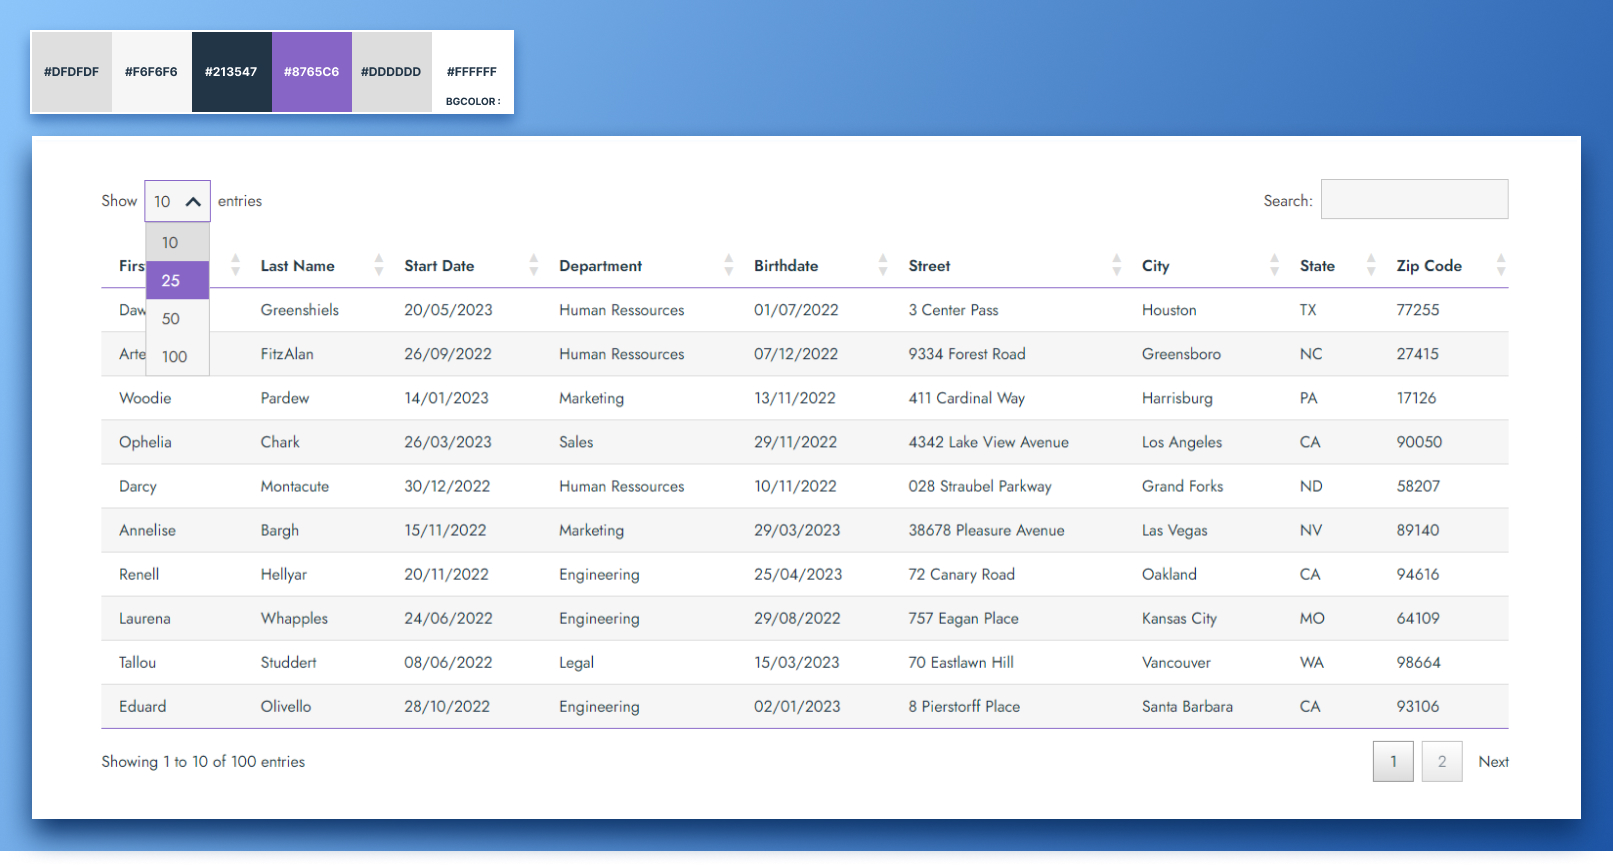 #DFDFDF #F6F6F6 #213547 #8765C6 #DDDDDD #FFFFFF
BGCOLOR :
Show 10 entries Search:
10
25
50
100
Last Name Start Date Department Birthdate Street City State Zip Code
Greenshiels 20/05/2023 Human Ressources 01/07/2022 3 Center Pass Houston TX 77255
FitzAlan 26/09/2022 Human Ressources 07/12/2022 9334 Forest Road Greensboro NC 27415
Woodie Pardew 14/01/2023 Marketing 13/11/2022 411 Cardinal Way Harrisburg PA 17126
Ophelia Chark 26/03/2023 Sales 29/11/2022 4342 Lake View Avenue Los Angeles CA 90050
Darcy Montacute 30/12/2022 Human Ressources 10/11/2022 028 Straubel Parkway Grand Forks ND 58207
Annelise Bargh 15/11/2022 Marketing 29/03/2023 38678 Pleasure Avenue Las Vegas NV 89140
Renell Hellyar 20/11/2022 Engineering 25/04/2023 72 Canary Road Oakland CA 94616
Laurena Whapples 24/06/2022 Engineering 29/08/2022 757 Eagan Place Kansas City MO 64109
Tallou Studdert 08/06/2022 Legal 15/03/2023 70 Eastlawn Hill Vancouver WA 98664
Eduard Olivello 28/10/2022 Engineering 02/01/2023 8 Pierstorff Place Santa Barbara CA 93106
Showing 1 to 10 of 100 entries 1 2 Next